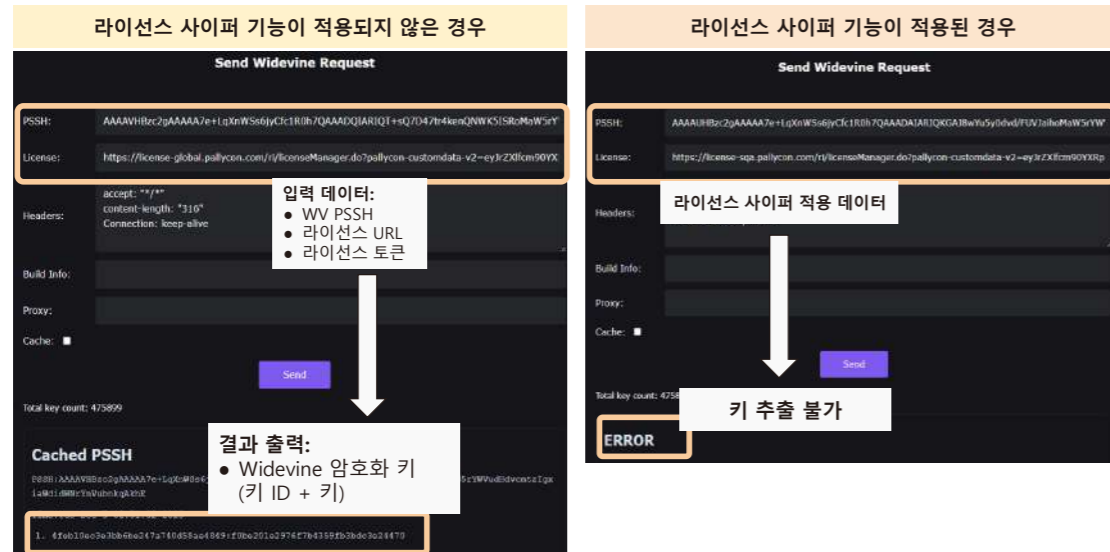 라이선스 사이퍼 기능이 적용되지 않은 경우
Send Widevine Request
PSSH:
License:
https://license-global.pallycon.com/ri/licenseManager.do?pallycon-customdata-v2=
Headers:
accept: "*/*"
content-length: "316"
Connection: keep-alive
입력 데이터:
● WV PSSH
● 라이선스 URL
● 라이선스 토큰
Build Info:
Proxy:
Cache:
Send
Total key count: 475899
Cached PSSH
결과 출력:
● Widevine 암호화 키
(키 ID + 키)
라이선스 사이퍼 기능이 적용된 경우
Send Widevine Request
PSSH:
License:
https://license-sqa.pallycon.com/ri/licenseManager.do?pallycon-customdata-v2=
Headers:
라이선스 사이퍼 적용 데이터
Build Info:
Proxy:
Cache:
Send
Total key count:
키 추출 불가
ERROR